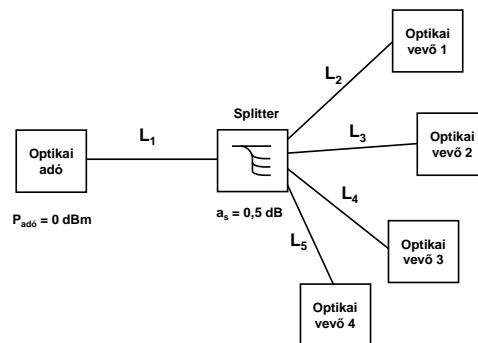 Optikai
vevő 1
L2
Splitter
L1
L3
Optikai
adó
Optikai
vevő 2
L4
Padó = 0 dBm
as = 0,5 dB
L5
Optikai
vevő 3
Optikai
vevő 4